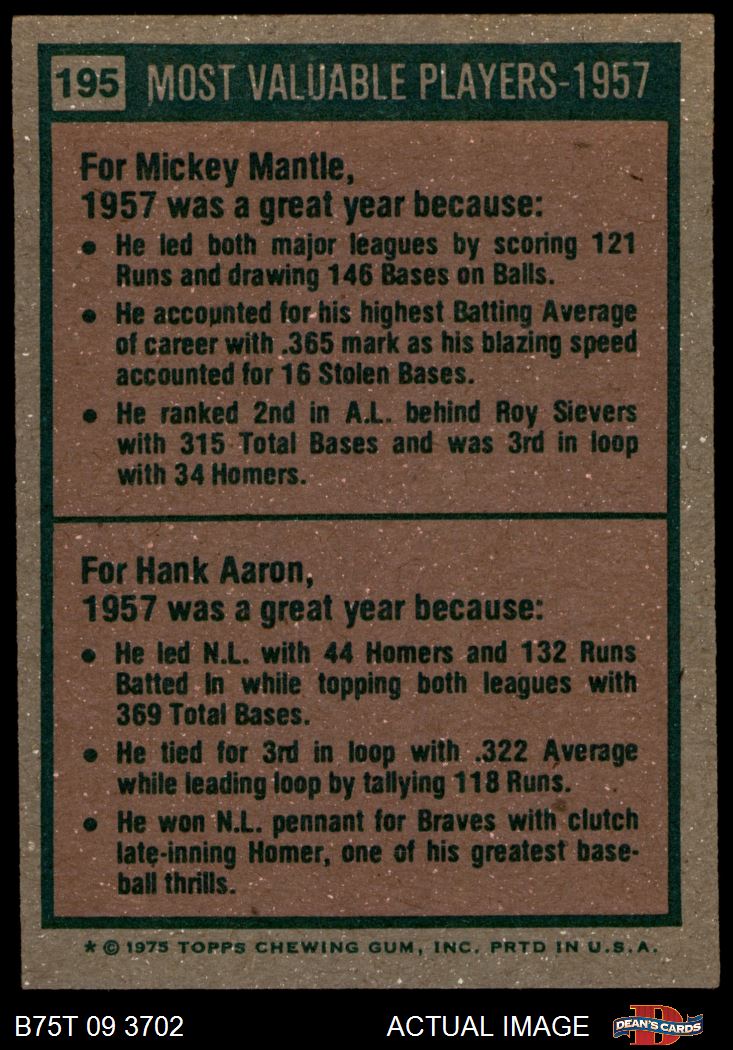 195 MOST VALUABLE PLAYERS-1957
For Mickey Mantle,
1957 was a great year because:
• He led both major leagues by scoring 121
Runs and drawing 146 Bases on Balls.
• He accounted for his highest Batting Average
of career with .365 mark as his blazing speed
accounted for 16 Stolen Bases.
• He ranked 2nd in A.L. behind Roy Sievers
with 315 Total Bases and was 3rd in loop
with 34 Homers.
For Hank Aaron,
1957 was a great year because:
• He led N.L. with 44 Homers and 132 Runs
Batted In while topping both leagues with
369 Total Bases.
• He tied for 3rd in loop with .322 Average
while leading loop by tallying 118 Runs.
• He won N.L. pennant for Braves with clutch
late-inning Homer, one of his greatest base-
ball thrills.
* © 1975 TOPPS CHEWING GUM, INC. PRTD IN U.S.A.
B75T 09 3702 ACTUAL IMAGE D DEAN'S CARDS